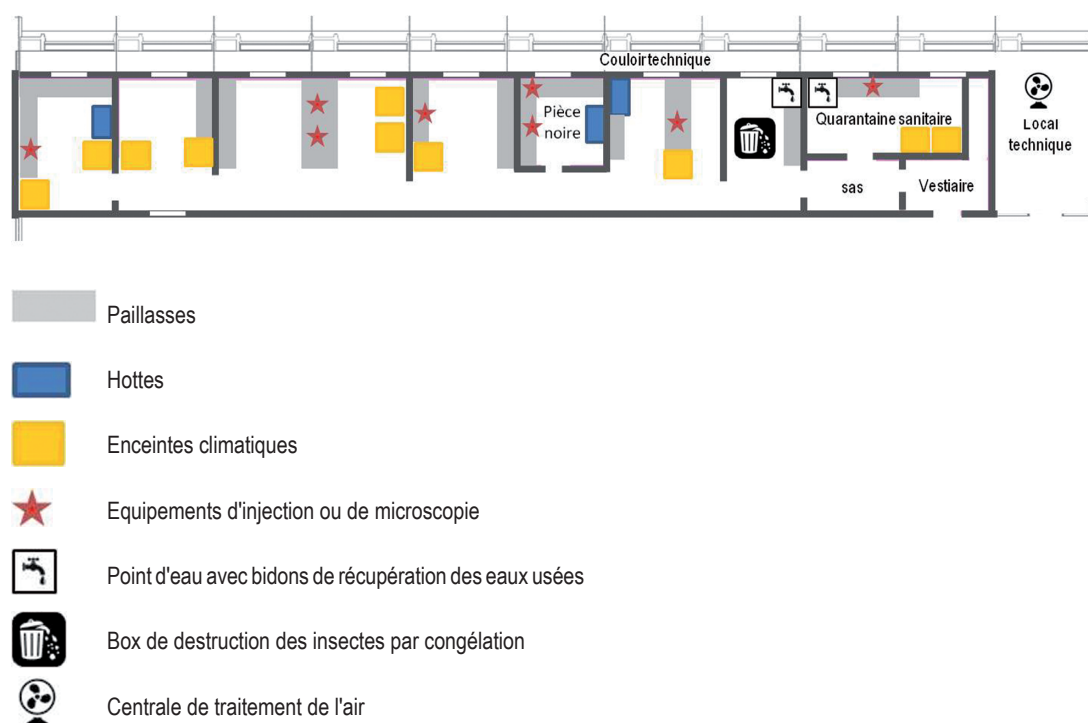 Couloir technique
Pièce
noire
Quarantaine sanitaire
Local
technique
sas
Vestiaire
Paillasses
Hottes
Enceintes climatiques
Equipements d'injection ou de microscopie
Point d'eau avec bidons de récupération des eaux usées
Box de destruction des insectes par congélation
Centrale de traitement de l'air